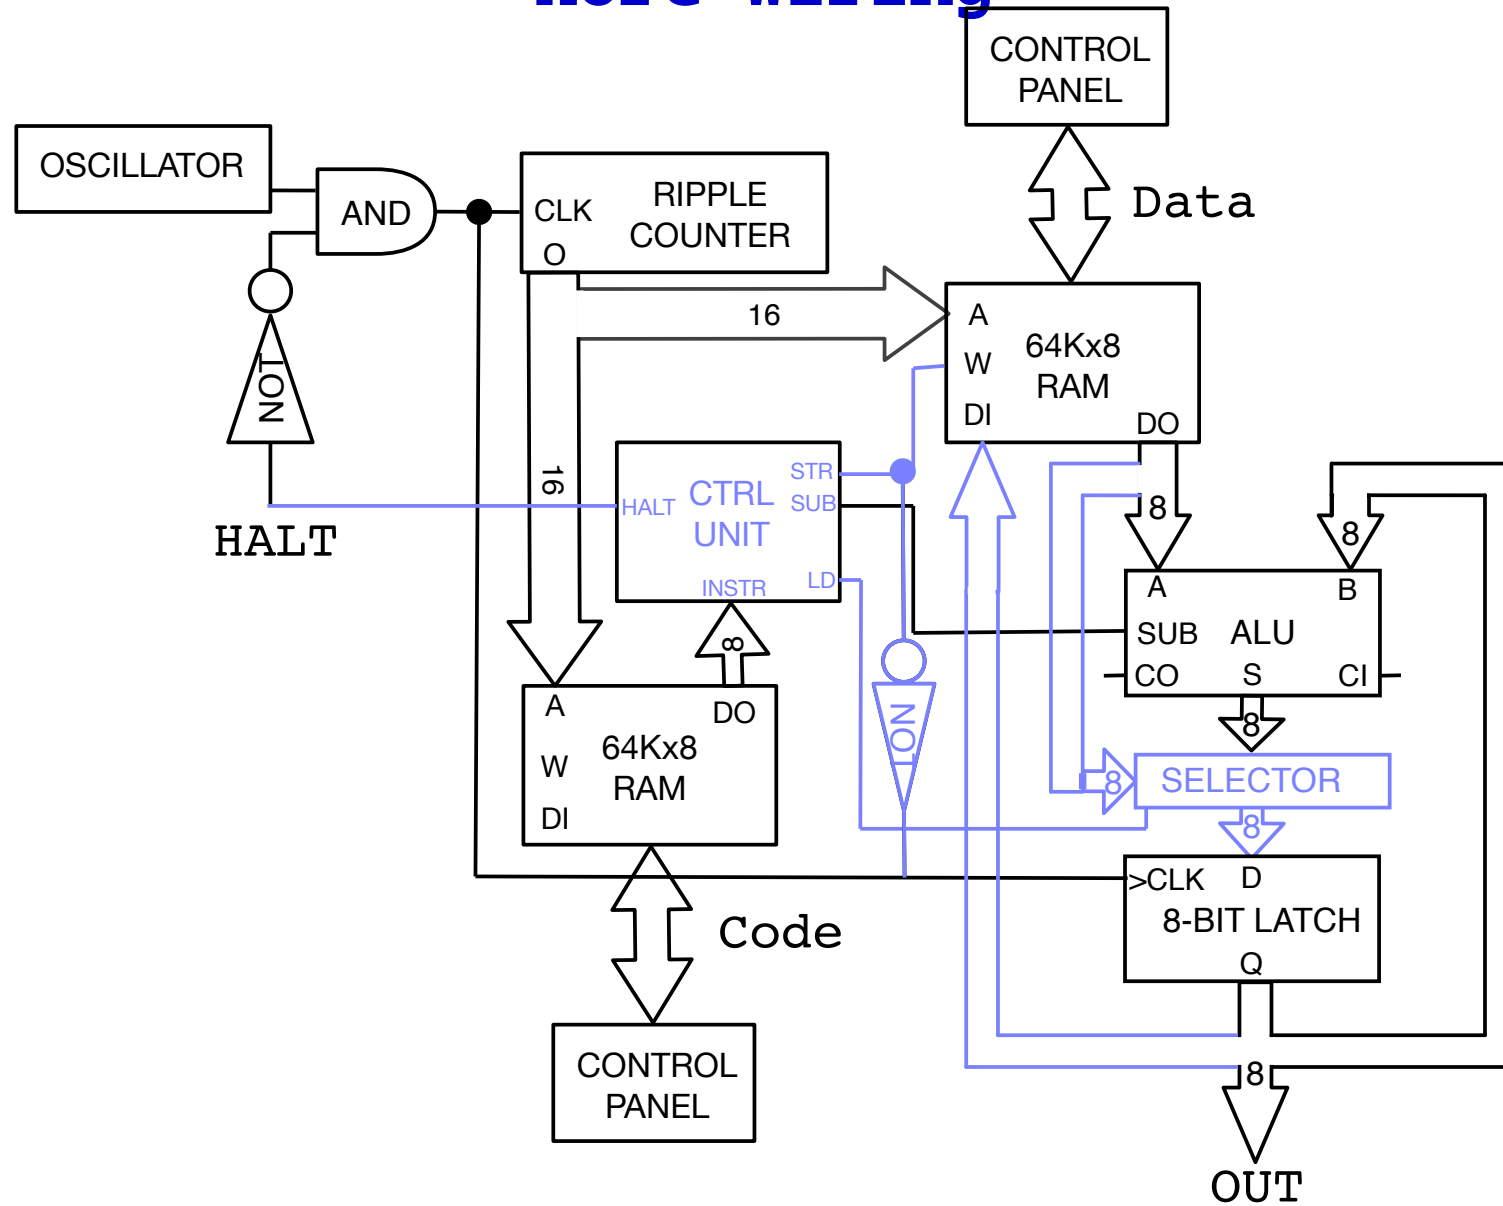 CONTROL
PANEL
OSCILLATOR
AND
CLK
RIPPLE
COUNTER
O
Data
16
A
64Kx8
RAM
W
DI
DO
NOT
16
HALT
CTRL
UNIT
STR
SUB
HALT
INSTR
LD
8
8
8
A
B
SUB
ALU
CO
S
CI
8
A
DO
64Kx8
RAM
W
DI
NOT
8
SELECTOR
8
>CLK
D
8-BIT LATCH
Q
Code
CONTROL
PANEL
8
OUT